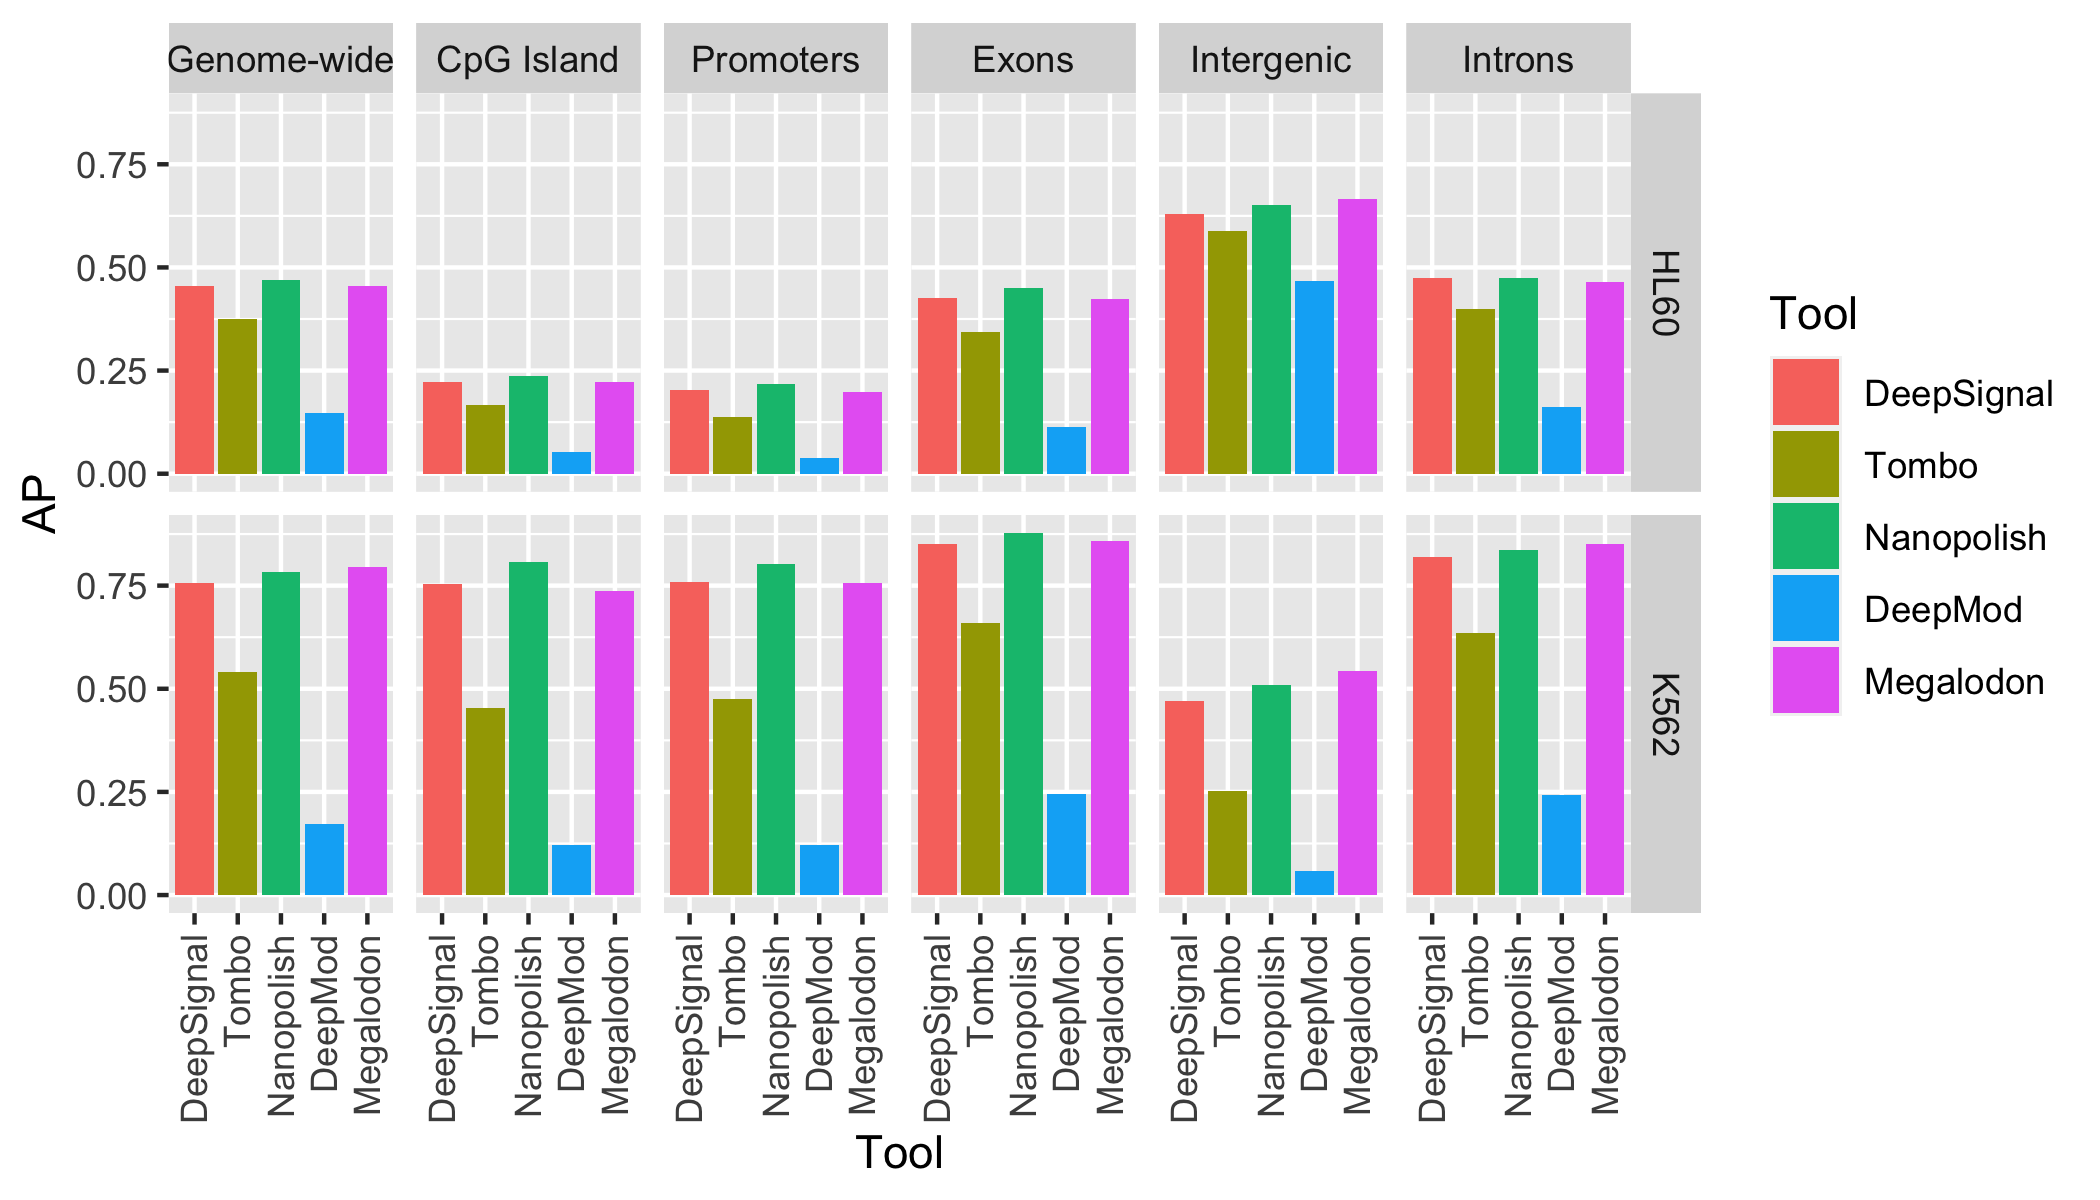 Genome-wide CpG Island Promoters Exons Intergenic Introns
0.75
0.50
0.25
0.00
HL60
AP
0.75
0.50
0.25
0.00
K562
DeepSignal Tombo Nanopolish DeepMod Megalodon DeepSignal Tombo Nanopolish DeepMod Megalodon DeepSignal Tombo Nanopolish DeepMod Megalodon DeepSignal Tombo Nanopolish DeepMod Megalodon DeepSignal Tombo Nanopolish DeepMod Megalodon DeepSignal Tombo Nanopolish DeepMod Megalodon
Tool
Tool
DeepSignal
Tombo
Nanopolish
DeepMod
Megalodon